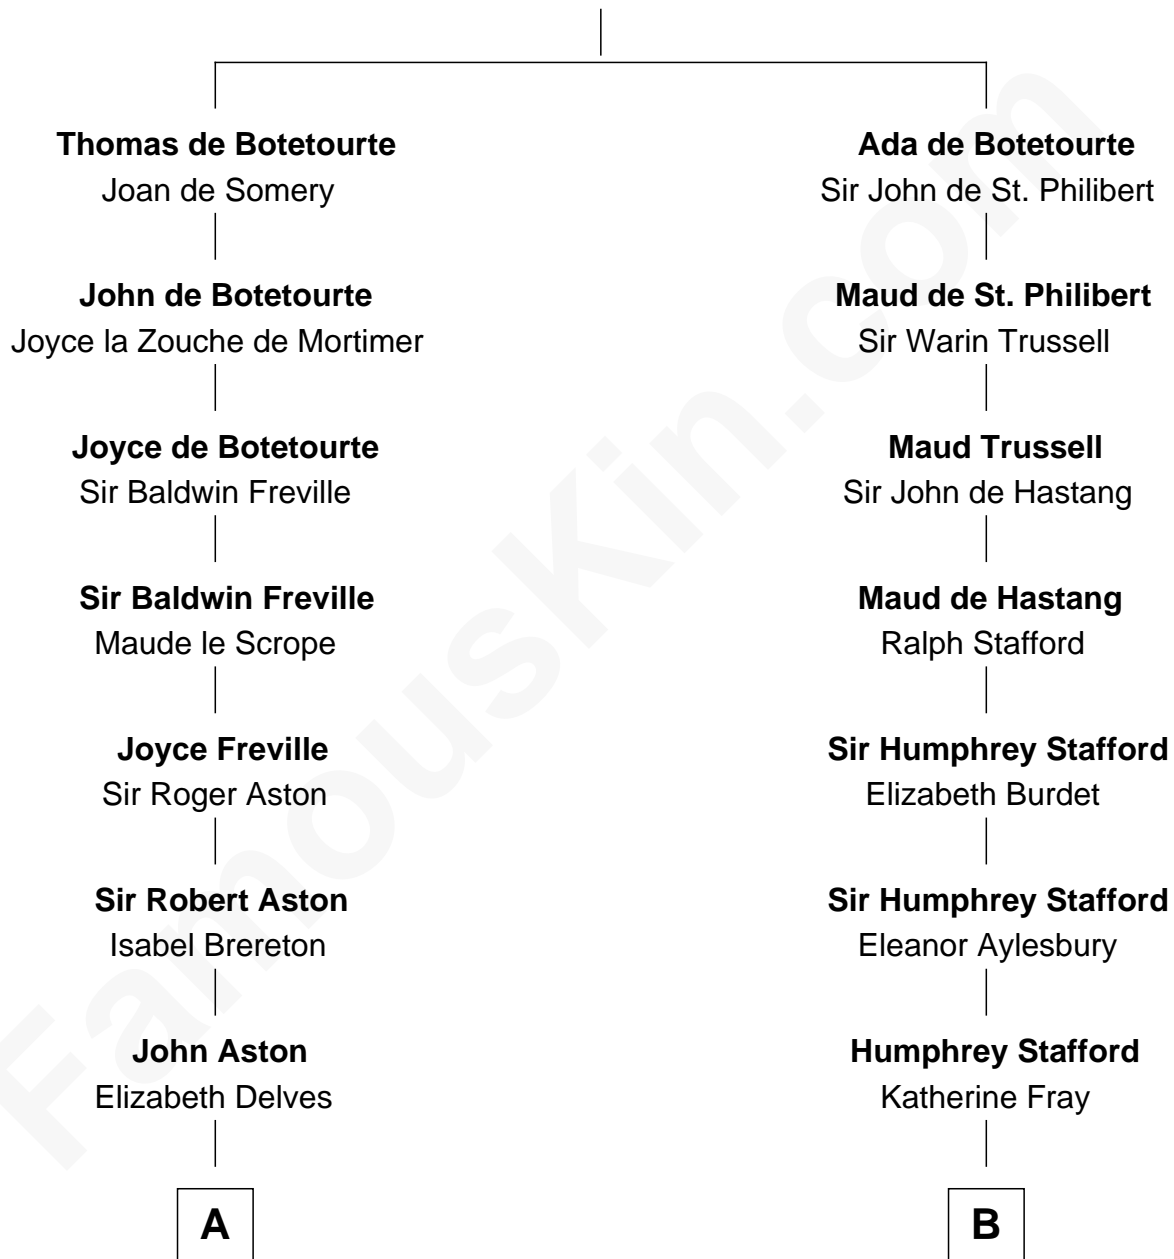 Thomas de Botetourte
Joan de Somery
John de Botetourte
Joyce la Zouche de Mortimer
Joyce de Botetourte
Sir Baldwin Freville
Sir Baldwin Freville
Maude le Scrope
Joyce Freville
Sir Roger Aston
Sir Robert Aston
Isabel Brereton
John Aston
Elizabeth Delves
A
Ada de Botetourte
Sir John de St. Philibert
Maud de St. Philibert
Sir Warin Trussell
Maud Trussell
Sir John de Hastang
Maud de Hastang
Ralph Stafford
Sir Humphrey Stafford
Elizabeth Burdet
Sir Humphrey Stafford
Eleanor Aylesbury
Humphrey Stafford
Katherine Fray
B
FamousKin.com